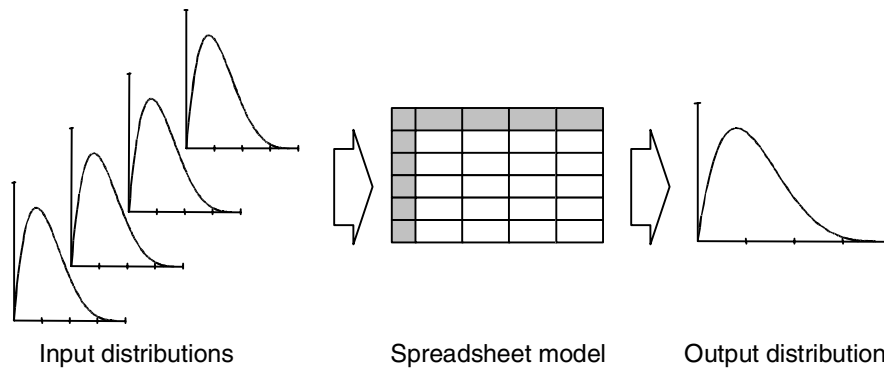 Input distributions
Spreadsheet model
Output distribution